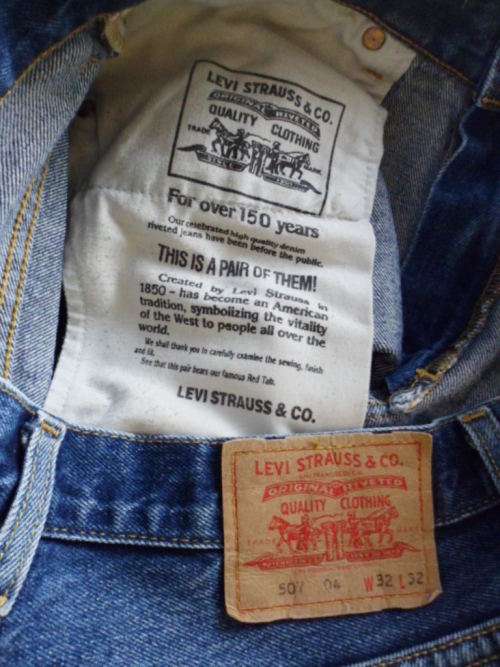 LEVI STRAUSS & CO.
ORIGINAL RIVETED
QUALITY CLOTHING
TRADE MARK
For over 150 years
Our celebrated high quality denim
riveted jeans have been before the public.
THIS IS A PAIR OF THEM!
Created by Levi Strauss in
1850 – has become an American
tradition, symbolizing the vitality
of the West to people all over the
world.
We shall thank you to carefully examine the sewing, finish
and fit.
See that this pair bears our famous Red Tab.
LEVI STRAUSS & CO.
LEVI STRAUSS & CO.
ORIGINAL RIVETED
QUALITY CLOTHING
507 04 W 32 L 32